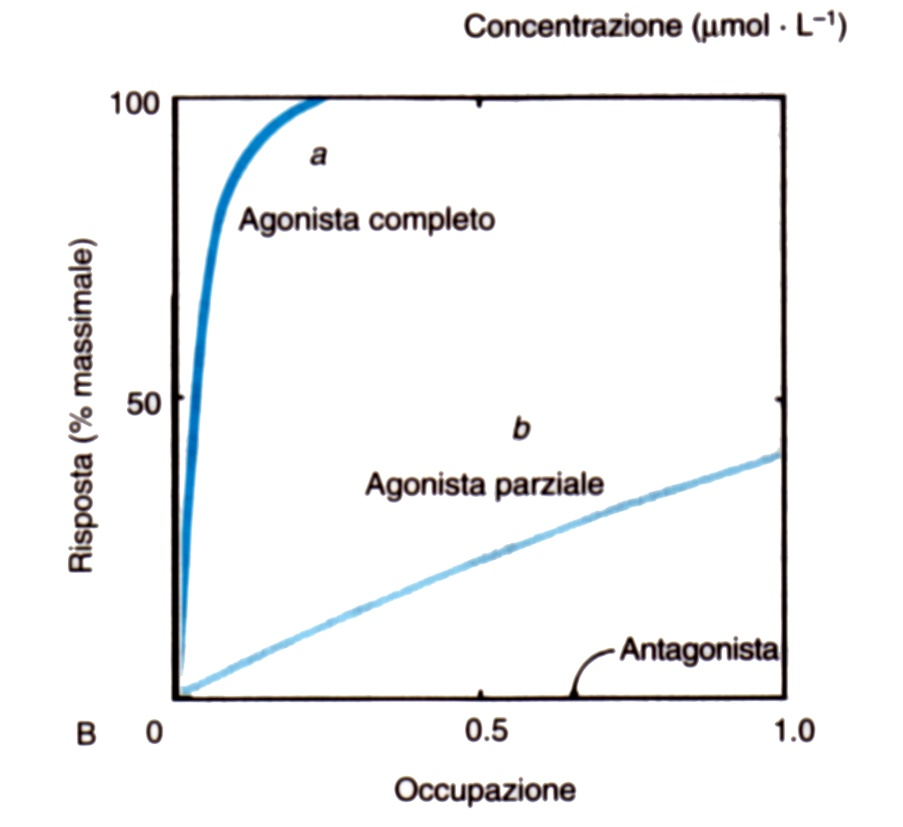 Concentrazione (μmol · L⁻¹)
100
a
Agonista completo
Risposta (% massimale)
50
b
Agonista parziale
Antagonista
B
0
0.5
1.0
Occupazione